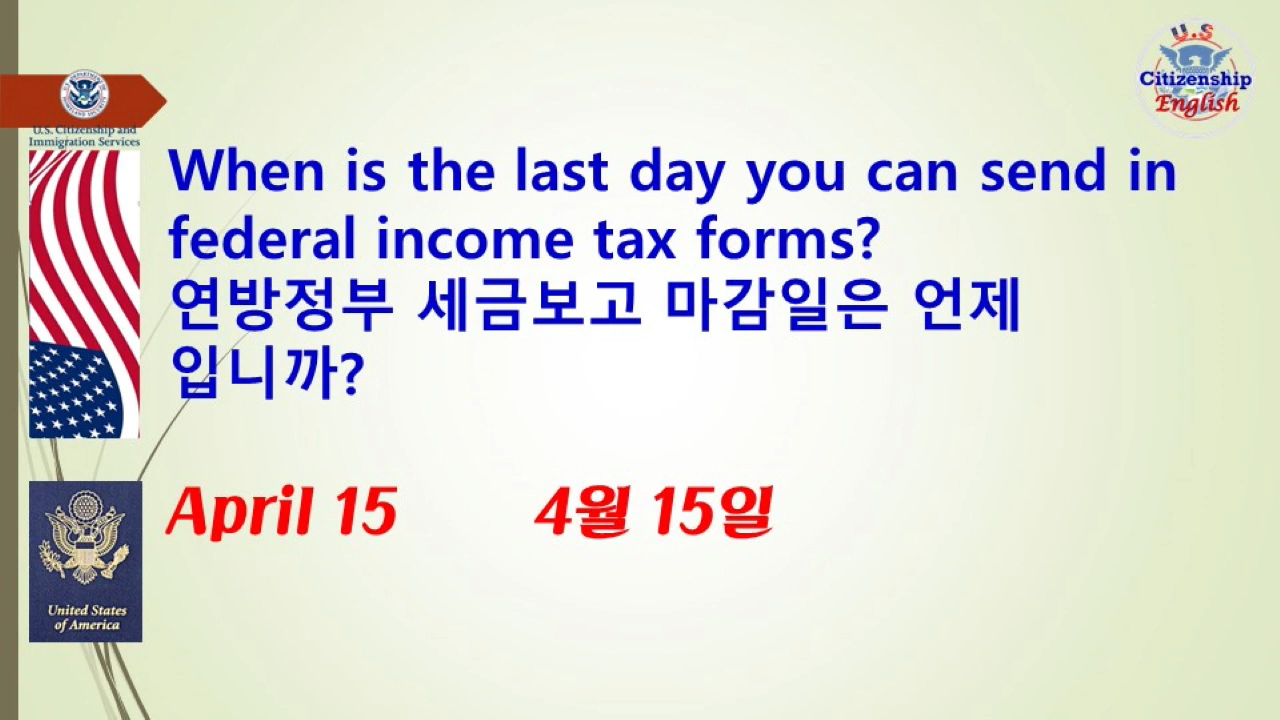 U.S
Citizenship
English
U.S. Citizenship and
Immigration Services
When is the last day you can send in
federal income tax forms?
연방정부 세금보고 마감일은 언제
입니까?
April 15 4월 15일
United States
of America